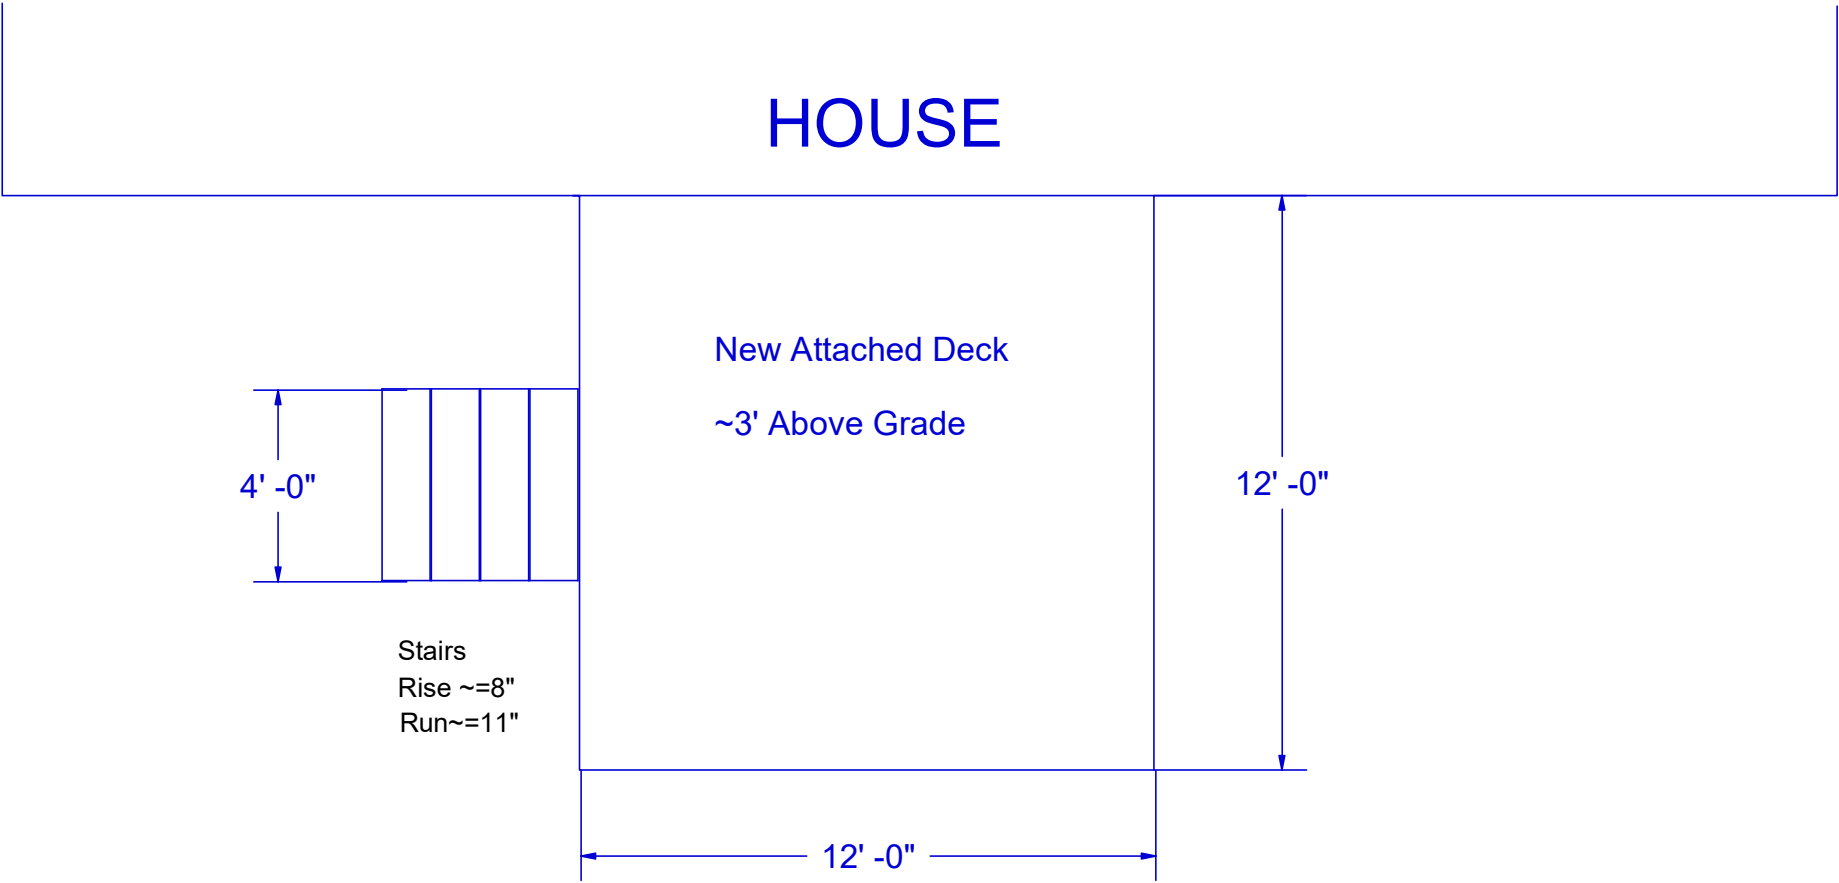 HOUSE
New Attached Deck
~3' Above Grade
4' -0"
12' -0"
Stairs
Rise ~=8"
Run~=11"
12' -0"